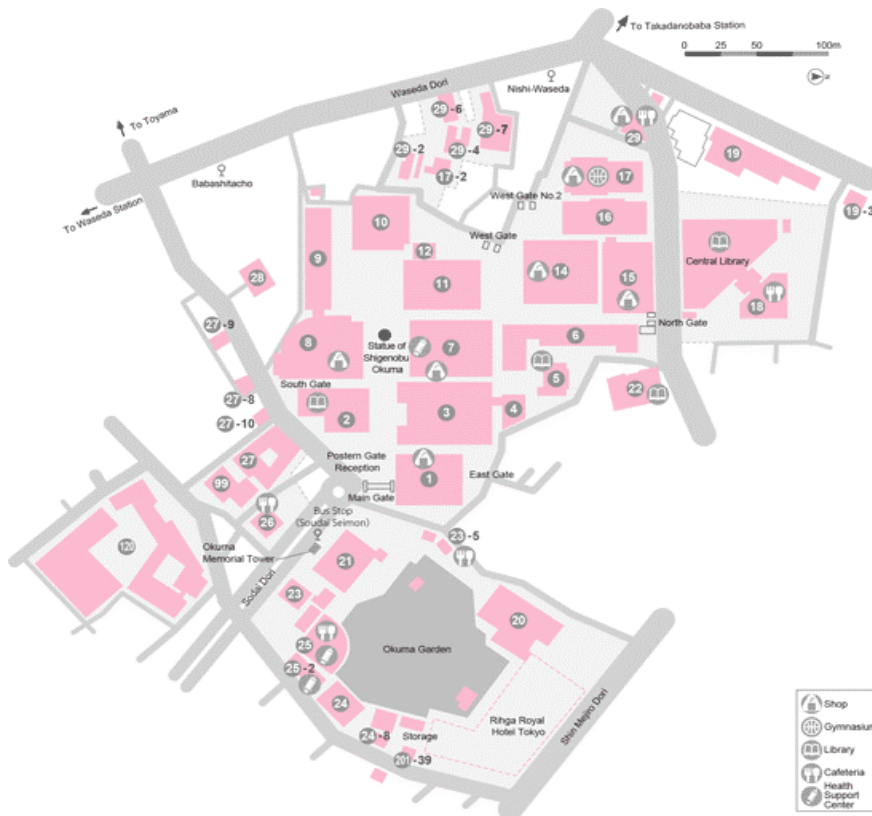 To Takadanobaba Station
0 25 50 100m
N
Waseda Dori
Nishi-Waseda
To Toyama
Babashitacho
To Waseda Station
29-6
29-7
29-2
29-4
17-2
29
19
19-3
17
West Gate No.2
16
West Gate
10
12
9
11
14
15
Central Library
18
28
27-9
8
Statue of
Shigenobu
Okuma
7
6
North Gate
South Gate
5
22
27-8
27-10
2
3
4
Postern Gate
Reception
1
East Gate
Main Gate
27
99
26
Bus Stop
(Soudai Seimon)
Okuma
Memorial Tower
120
Sodai Dori
21
23-5
23
20
25
25-2
Okuma Garden
24
24-8
Storage
201-39
Rihga Royal
Hotel Tokyo
Shin Mejiro Dori
Shop
Gymnasium
Library
Cafeteria
Health
Support
Center